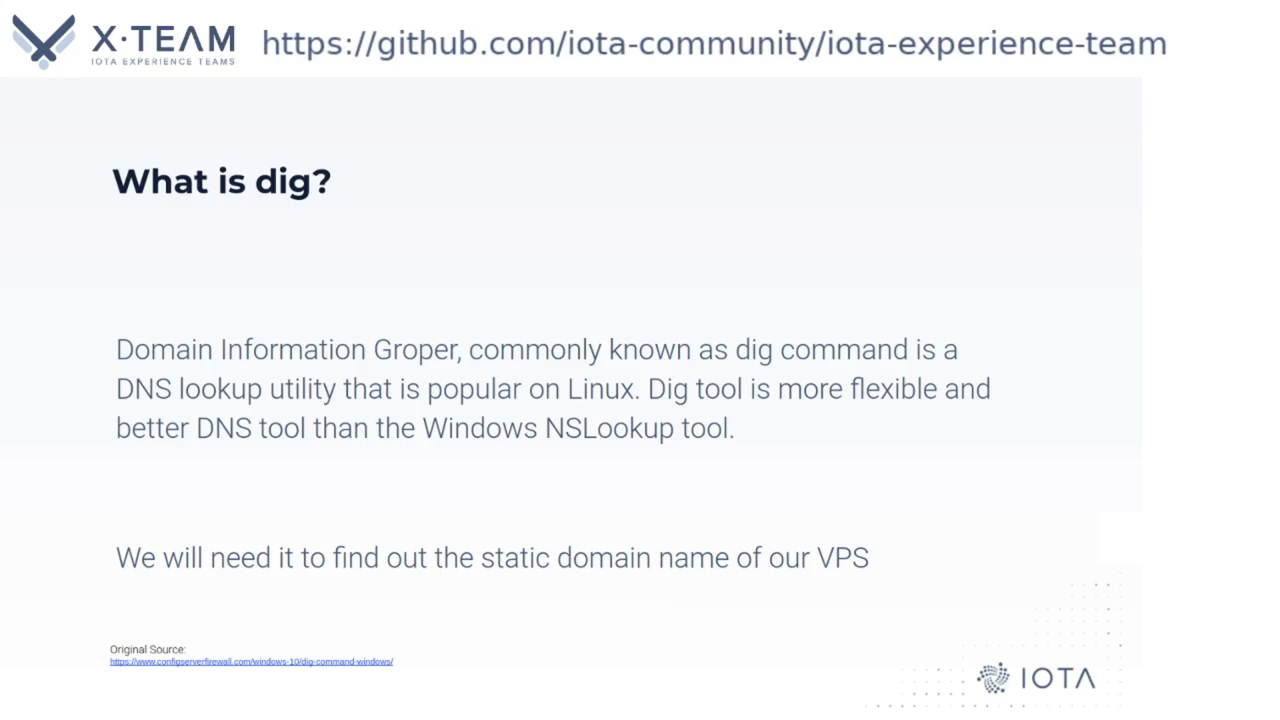 X·TEAM
IOTA EXPERIENCE TEAMS
https://github.com/iota-community/iota-experience-team
What is dig?
Domain Information Groper, commonly known as dig command is a
DNS lookup utility that is popular on Linux. Dig tool is more flexible and
better DNS tool than the Windows NSLookup tool.
We will need it to find out the static domain name of our VPS
Original Source:
https://www.configserverfirewall.com/windows-10/dig-command-windows/
IOTA